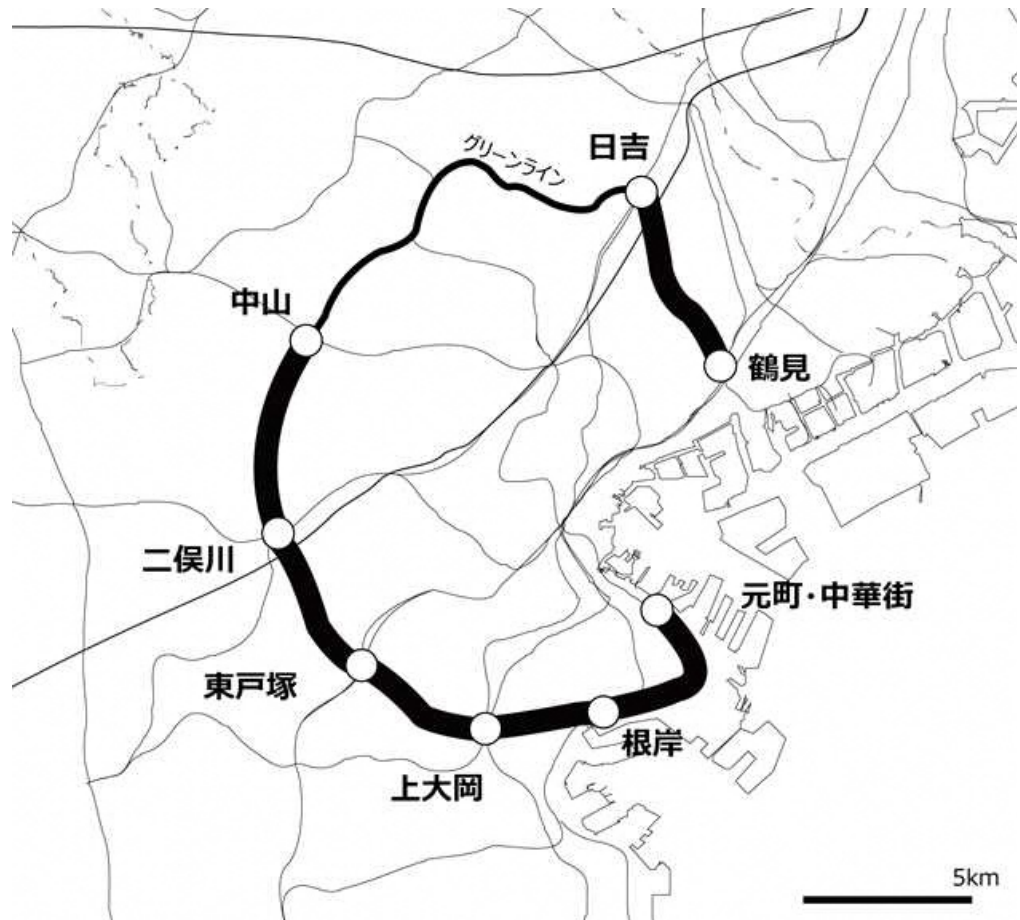 日吉
グリーンライン
中山
鶴見
二俣川
元町・中華街
東戸塚
根岸
上大岡
5km